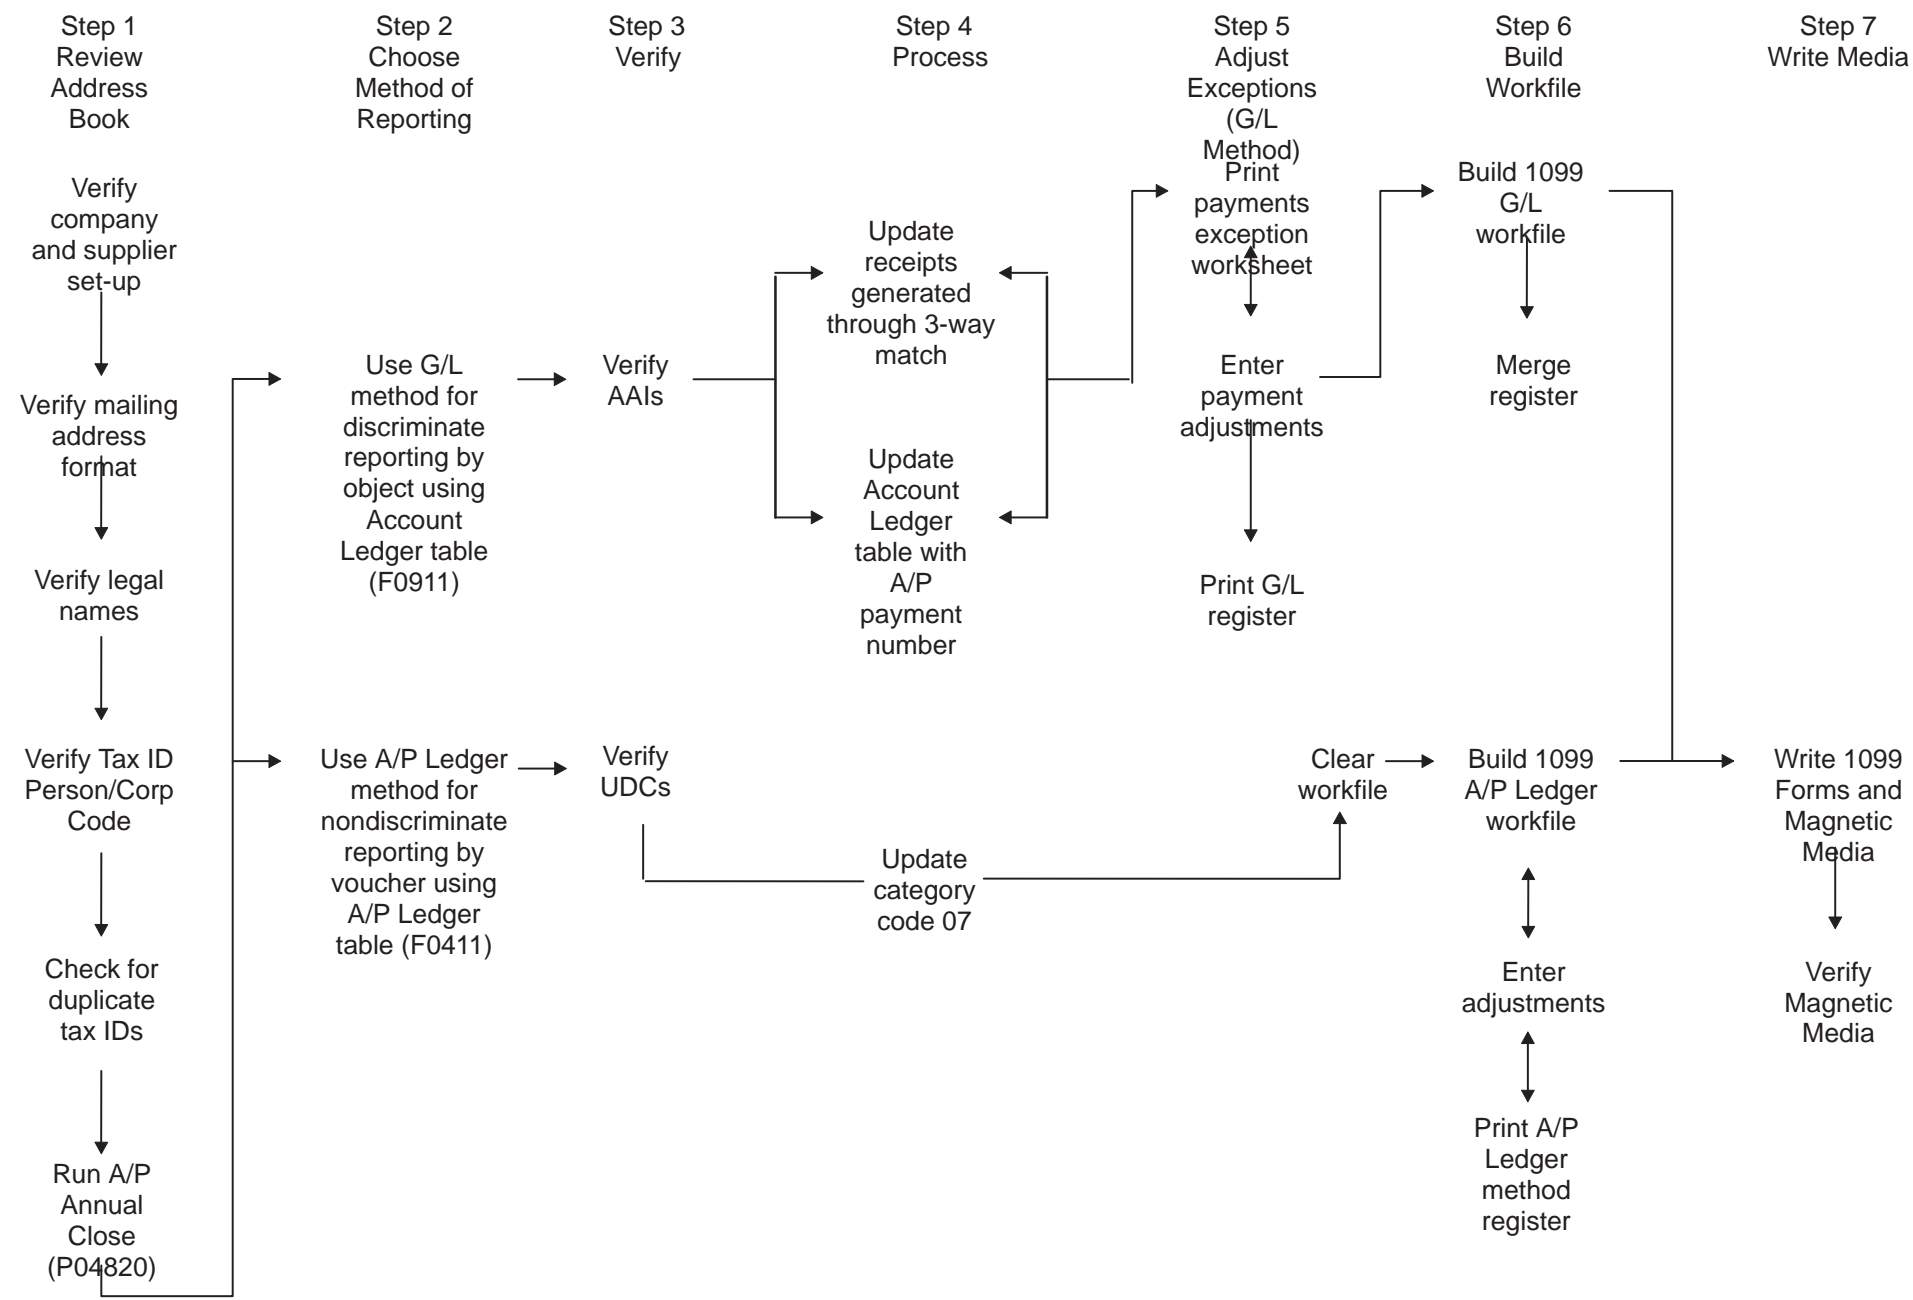 Step 1
Review
Address
Book
Step 2
Choose
Method of
Reporting
Step 3
Verify
Step 4
Process
Step 5
Adjust
Exceptions
(G/L
Method)
Step 6
Build
Workfile
Step 7
Write Media
Verify
company
and supplier
set-up
Verify mailing
address
format
Verify legal
names
Verify Tax ID
Person/Corp
Code
Check for
duplicate
tax IDs
Run A/P
Annual
Close
(P04820)
Use G/L
method for
discriminate
reporting by
object using
Account
Ledger table
(F0911)
Use A/P Ledger
method for
nondiscriminate
reporting by
voucher using
A/P Ledger
table (F0411)
Verify
AAIs
Verify
UDCs
Update
receipts
generated
through 3-way
match
Update
Account
Ledger
table with
A/P
payment
number
Update
category
code 07
Print
payments
exception
worksheet
Enter
payment
adjustments
Print G/L
register
Clear
workfile
Build 1099
G/L
workfile
Merge
register
Build 1099
A/P Ledger
workfile
Enter
adjustments
Print A/P
Ledger
method
register
Write 1099
Forms and
Magnetic
Media
Verify
Magnetic
Media